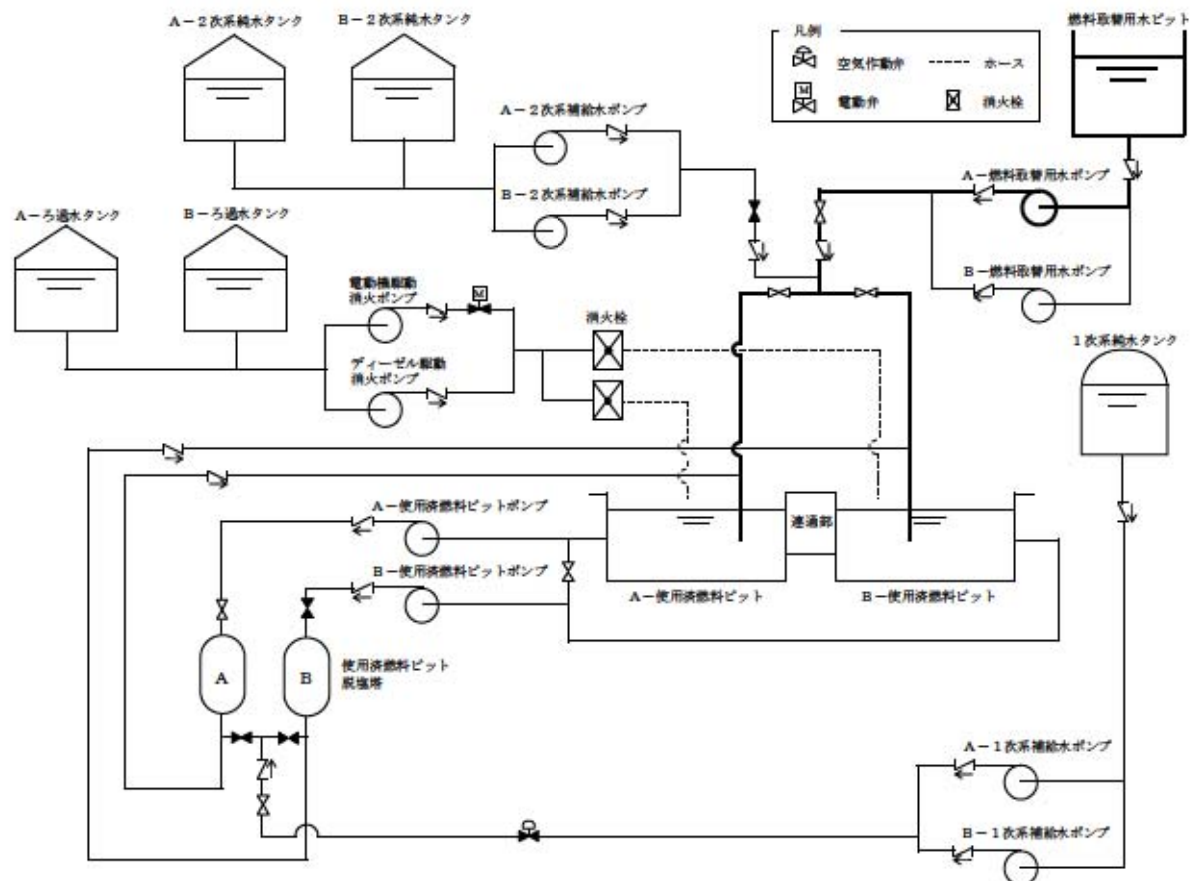 A-2次系純水タンク
B-2次系純水タンク
凡例
空気作動弁
ホース
M
電動弁
消火栓
燃料取替用水ピット
A-2次系補給水ポンプ
B-2次系補給水ポンプ
A-燃料取替用水ポンプ
B-燃料取替用水ポンプ
A-ろ過水タンク
B-ろ過水タンク
電動機駆動
消火ポンプ
M
消火栓
ディーゼル駆動
消火ポンプ
1次系純水タンク
A-使用済燃料ピットポンプ
B-使用済燃料ピットポンプ
連通部
A-使用済燃料ピット
B-使用済燃料ピット
A
B
使用済燃料ピット
脱塩塔
A-1次系補給水ポンプ
B-1次系補給水ポンプ